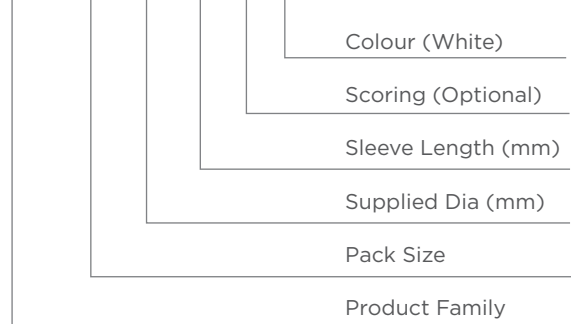 Colour (White)
Scoring (Optional)
Sleeve Length (mm)
Supplied Dia (mm)
Pack Size
Product Family